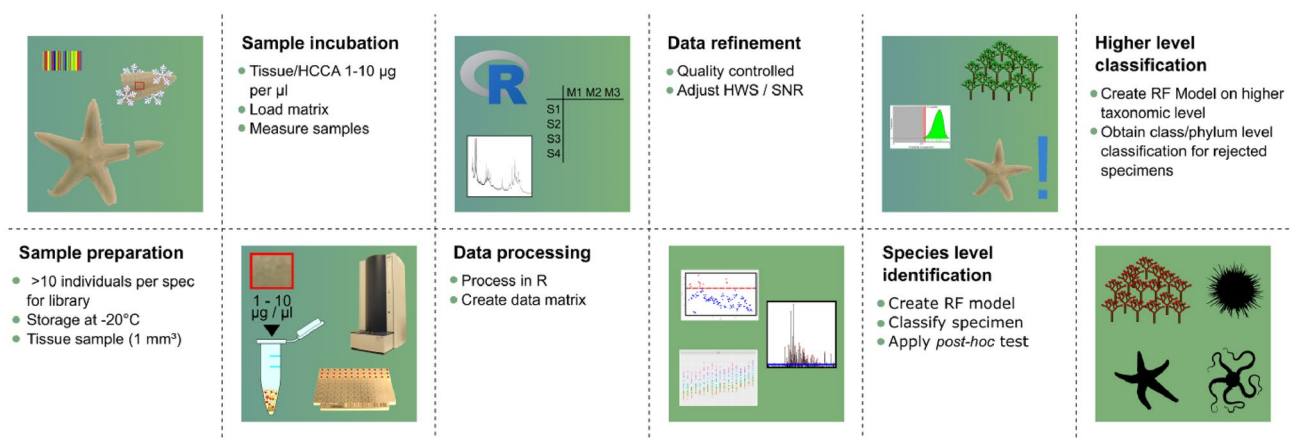 Sample incubation
Tissue/HCCA 1-10 µg
per µl
Load matrix
Measure samples
R
M1 M2 M3
S1
S2
S3
S4
Data refinement
Quality controlled
Adjust HWS / SNR
!
Higher level
classification
Create RF Model on higher
taxonomic level
Obtain class/phylum level
classification for rejected
specimens
Sample preparation
>10 individuals per spec
for library
Storage at -20°C
Tissue sample (1 mm³)
1 - 10
µg / µl
Data processing
Process in R
Create data matrix
Species level
identification
Create RF model
Classify specimen
Apply post-hoc test